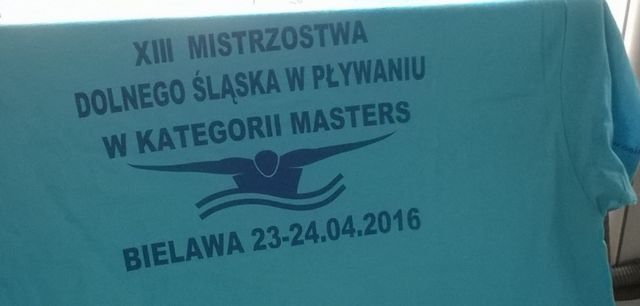 XIII MISTRZOSTWA
DOLNEGO ŚLĄSKA W PŁYWANIU
W KATEGORII MASTERS
BIELAWA 23-24.04.2016